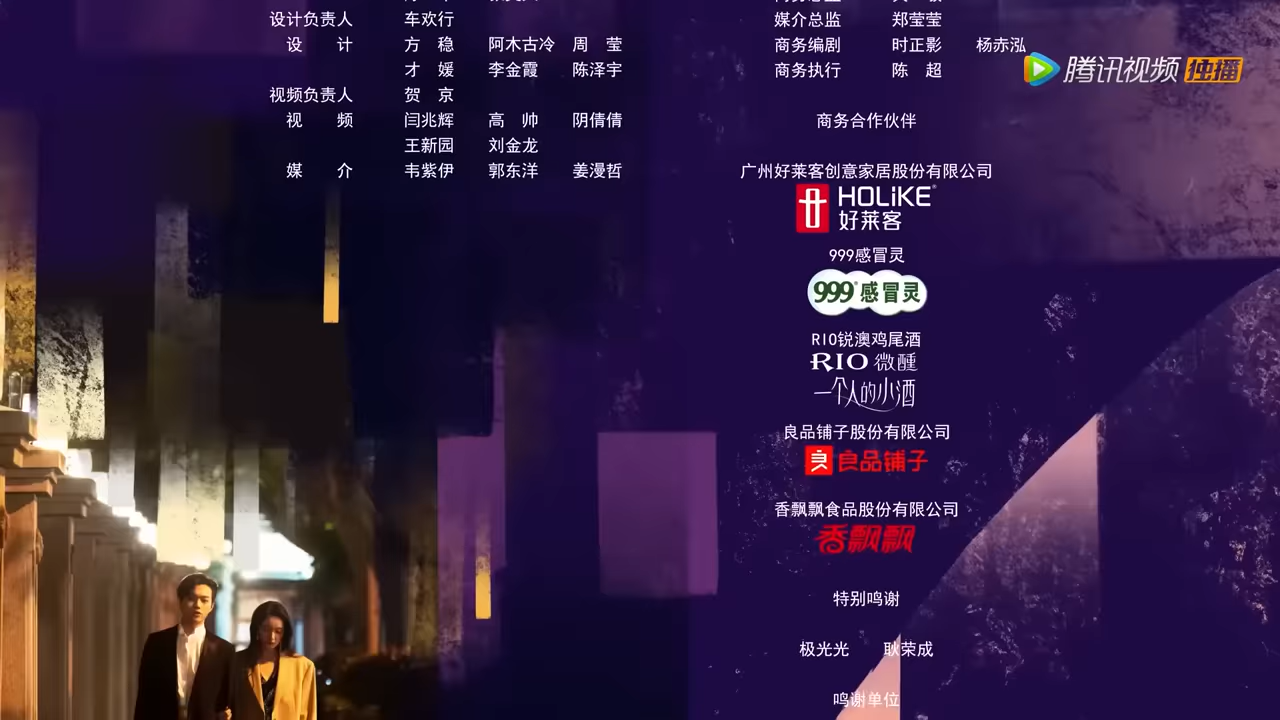 设计负责人 车欢行
设 计 方 稳 阿木古冷 周 莹
才 媛 李金霞 陈泽宇
视频负责人 贺 京
视 频 闫兆辉 高 帅 阴倩倩
王新园 刘金龙
媒 介 韦紫伊 郭东洋 姜漫哲
媒介总监 郑莹莹
商务编剧 时正影 杨赤泓
商务执行 陈 超
腾讯视频 独播
商务合作伙伴
广州好莱客创意家居股份有限公司
HOLiKE®
好莱客
999感冒灵
999®感冒灵
RIO锐澳鸡尾酒
RIO 微醺
一个人的小酒
良品铺子股份有限公司
良 良品铺子
香飘飘食品股份有限公司
香飘飘
特别鸣谢
极光光 耿荣成
鸣谢单位